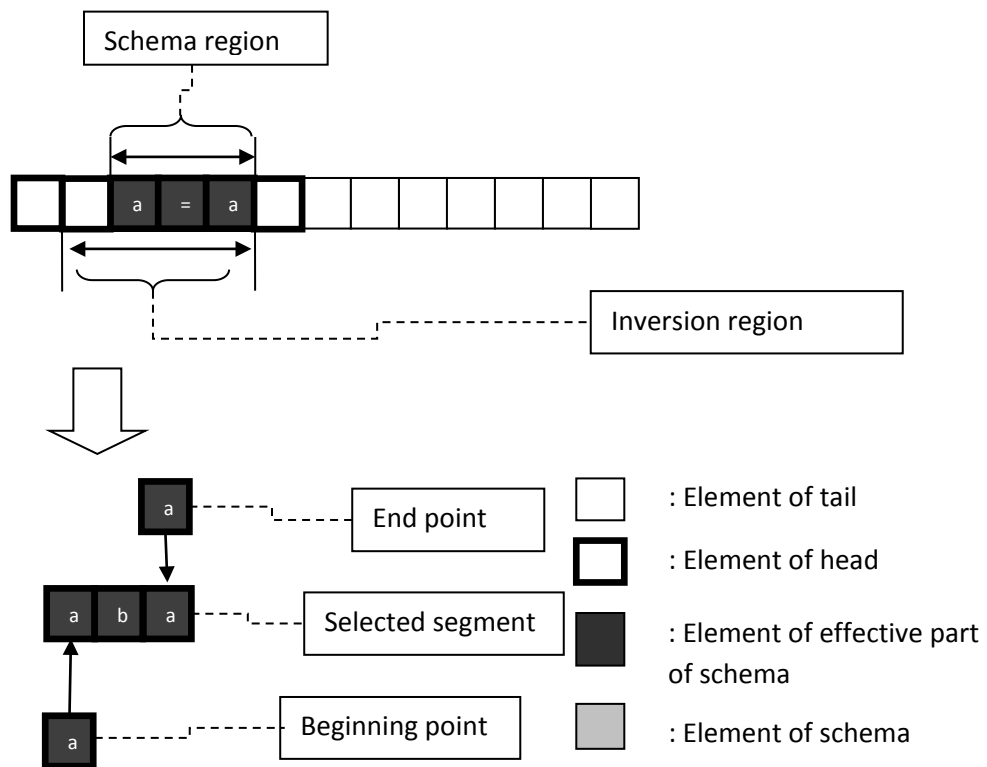 Schema region
a = a
Inversion region
a
End point
: Element of tail
: Element of head
a b a
Selected segment
: Element of effective part
of schema
a
Beginning point
: Element of schema